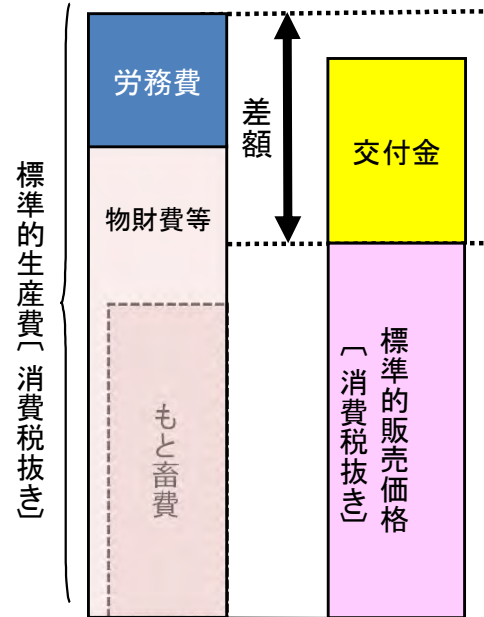 標準的生産費〔消費税抜き〕
労務費
物財費等
もと畜費
差額
交付金
標準的販売価格
〔消費税抜き〕